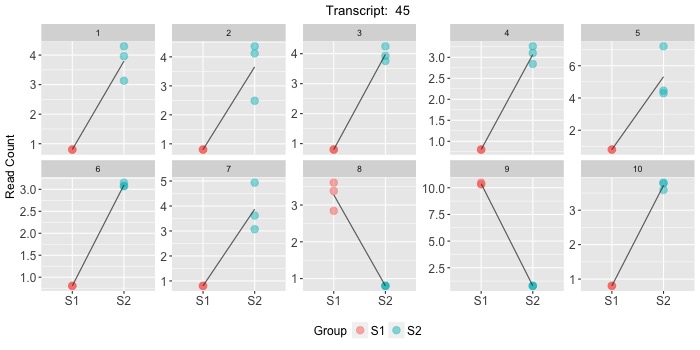 Transcript: 45
1 2 3 4 5
4 3 2 1
4 3 2 1
4 3 2 1
3.0 2.5 2.0 1.5 1.0
6 4 2
Read Count
6 7 8 9 10
3.0 2.5 2.0 1.5 1.0
5 4 3 2 1
3 2 1
10.0 7.5 5.0 2.5
3 2 1
S1 S2 S1 S2 S1 S2 S1 S2 S1 S2
Group S1 S2